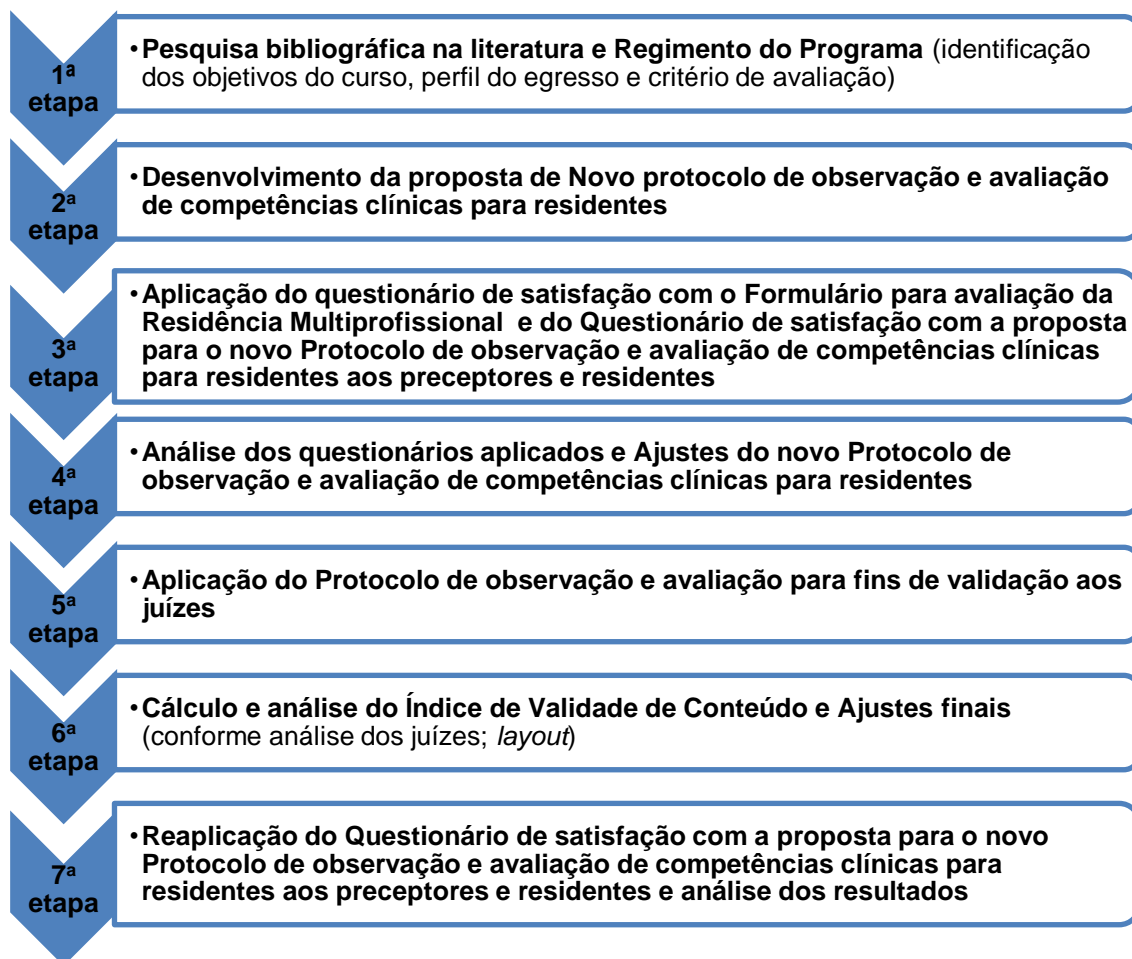 1ª
etapa
•Pesquisa bibliográfica na literatura e Regimento do Programa (identificação
dos objetivos do curso, perfil do egresso e critério de avaliação)
2ª
etapa
•Desenvolvimento da proposta de Novo protocolo de observação e avaliação
de competências clínicas para residentes
3ª
etapa
•Aplicação do questionário de satisfação com o Formulário para avaliação da
Residência Multiprofissional e do Questionário de satisfação com a proposta
para o novo Protocolo de observação e avaliação de competências clínicas
para residentes aos preceptores e residentes
4ª
etapa
•Análise dos questionários aplicados e Ajustes do novo Protocolo de
observação e avaliação de competências clínicas para residentes
5ª
etapa
•Aplicação do Protocolo de observação e avaliação para fins de validação aos
juízes
6ª
etapa
•Cálculo e análise do Índice de Validade de Conteúdo e Ajustes finais
(conforme análise dos juízes; layout)
7ª
etapa
•Reaplicação do Questionário de satisfação com a proposta para o novo
Protocolo de observação e avaliação de competências clínicas para
residentes aos preceptores e residentes e análise dos resultados